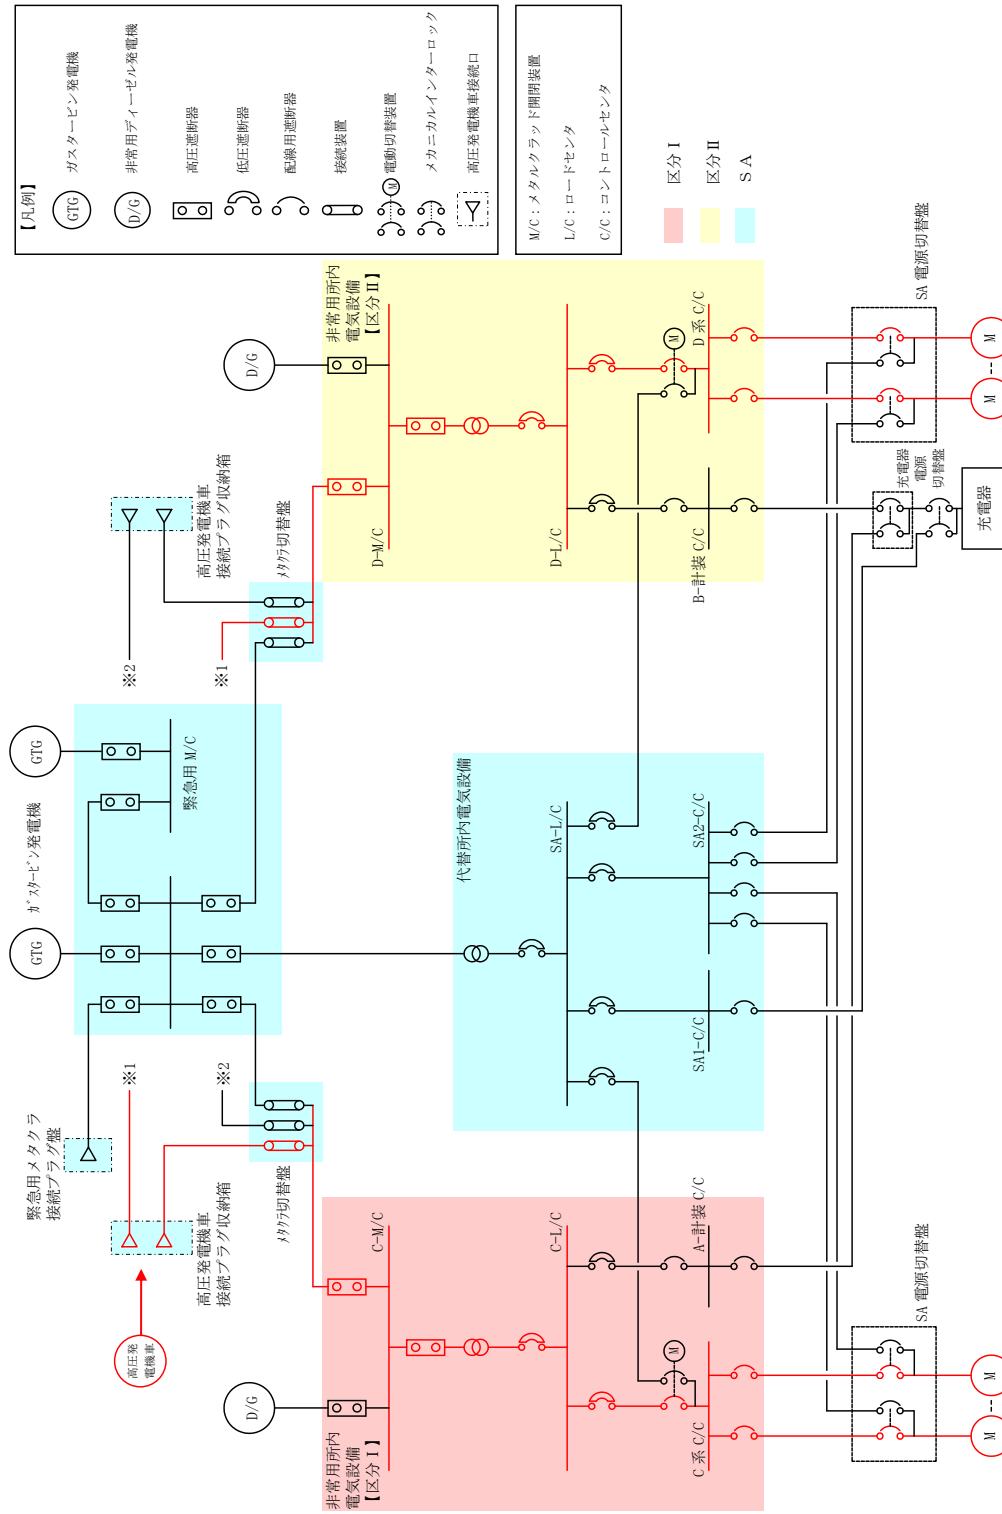 【凡例】
GTG
ガスタービン発電機
D/G
非常用ディーゼル発電機
高圧遮断器
低圧遮断器
配線用遮断器
接続装置
M
電動切替装置
メカニカルインターロック
高圧発電機車接続口
M/C：メタルクラッド開閉装置
L/C：ロードセンタ
C/C：コントロールセンタ
区分Ⅰ
区分Ⅱ
SA
緊急用メタクラ
接続プラグ盤
GTG
ガスタービン発電機
GTG
緊急用 M/C
高圧発
電機車
高圧発電機車
接続プラグ収納箱
※1
※2
メタクラ切替盤
※2
※1
高圧発電機車
接続プラグ収納箱
メタクラ切替盤
D/G
非常用所内
電気設備
【区分Ⅰ】
C-M/C
C-L/C
M
C系 C/C
A-計装 C/C
代替所内電気設備
SA-L/C
SA1-C/C
SA2-C/C
D/G
非常用所内
電気設備
【区分Ⅱ】
D-M/C
D-L/C
M
B-計装 C/C
D系 C/C
SA 電源切替盤
M
M
充電器
電源
切替盤
充電器
SA 電源切替盤
M
M